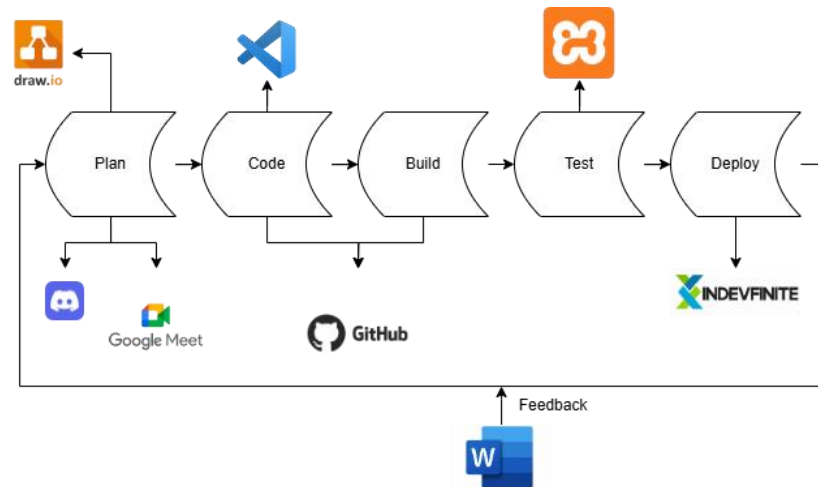 draw.io
Plan
Code
Build
Test
Deploy
INDEVFINITE
Google Meet
GitHub
Feedback
W